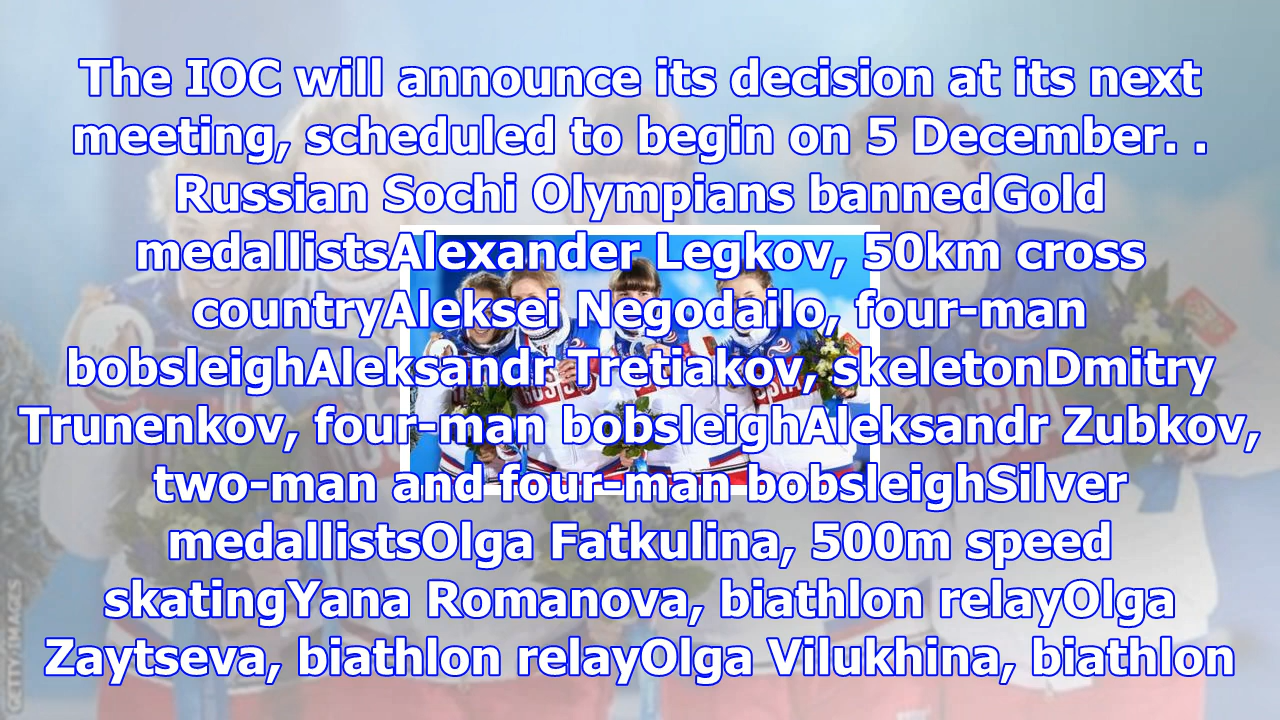 The IOC will announce its decision at its next
meeting, scheduled to begin on 5 December. .
Russian Sochi Olympians bannedGold
medallistsAlexander Legkov, 50km cross
countryAleksei Negodailo, four-man
bobsleighAleksandr Tretiakov, skeletonDmitry
Trunenkov, four-man bobsleighAleksandr Zubkov,
two-man and four-man bobsleighSilver
medallistsOlga Fatkulina, 500m speed
skatingYana Romanova, biathlon relayOlga
Zaytseva, biathlon relayOlga Vilukhina, biathlon
GETTY IMAGES